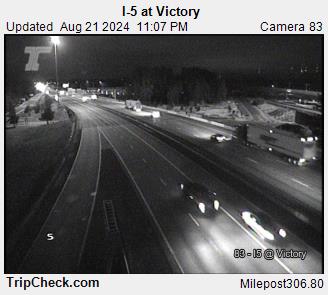 I-5 at Victory
Updated Aug 21 2024 11:07 PM Camera 83
T
S
83 - I5 @ Victory
TripCheck.com Milepost306.80